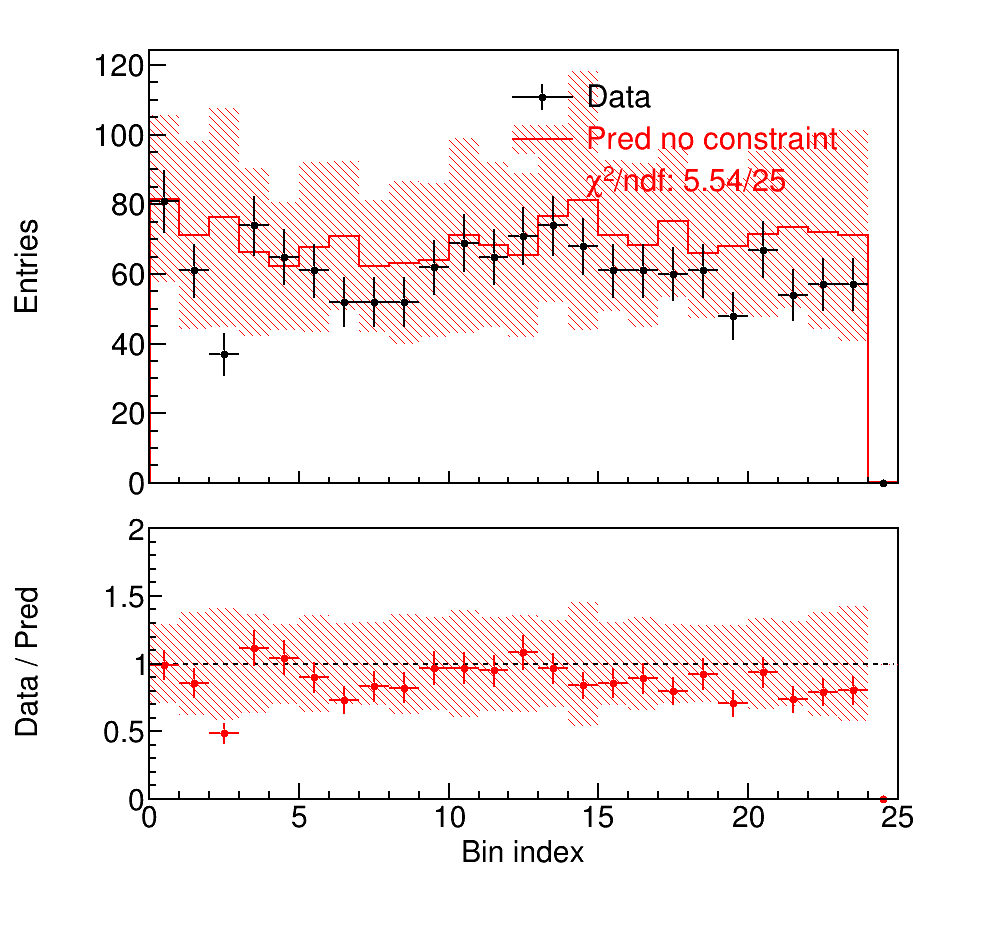 120
100
80
60
40
20
0
Entries
Data
Pred no constraint
χ²/ndf: 5.54/25
2
1.5
1
0.5
0
Data / Pred
0 5 10 15 20 25
Bin index